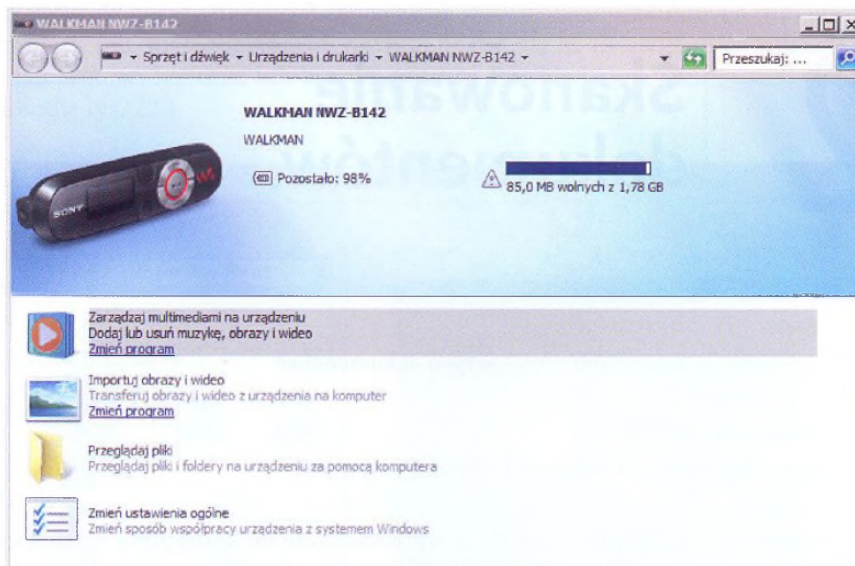 WALKMAN NWZ-B142
Sprzęt i dźwięk Urządzenia i drukarki WALKMAN NWZ-B142 Przeszukaj: ...
Skanowanie
dokumentów
WALKMAN NWZ-B142
WALKMAN
Pozostało: 98%
85,0 MB wolnych z 1,78 GB
SONY
Zarządzaj multimediami na urządzeniu
Dodaj lub usuń muzykę, obrazy i wideo
Zmień program
Importuj obrazy i wideo
Transferuj obrazy i wideo z urządzenia na komputer
Zmień program
Przeglądaj pliki
Przeglądaj pliki i foldery na urządzeniu za pomocą komputera
Zmień ustawienia ogólne
Zmień sposób współpracy urządzenia z systemem Windows